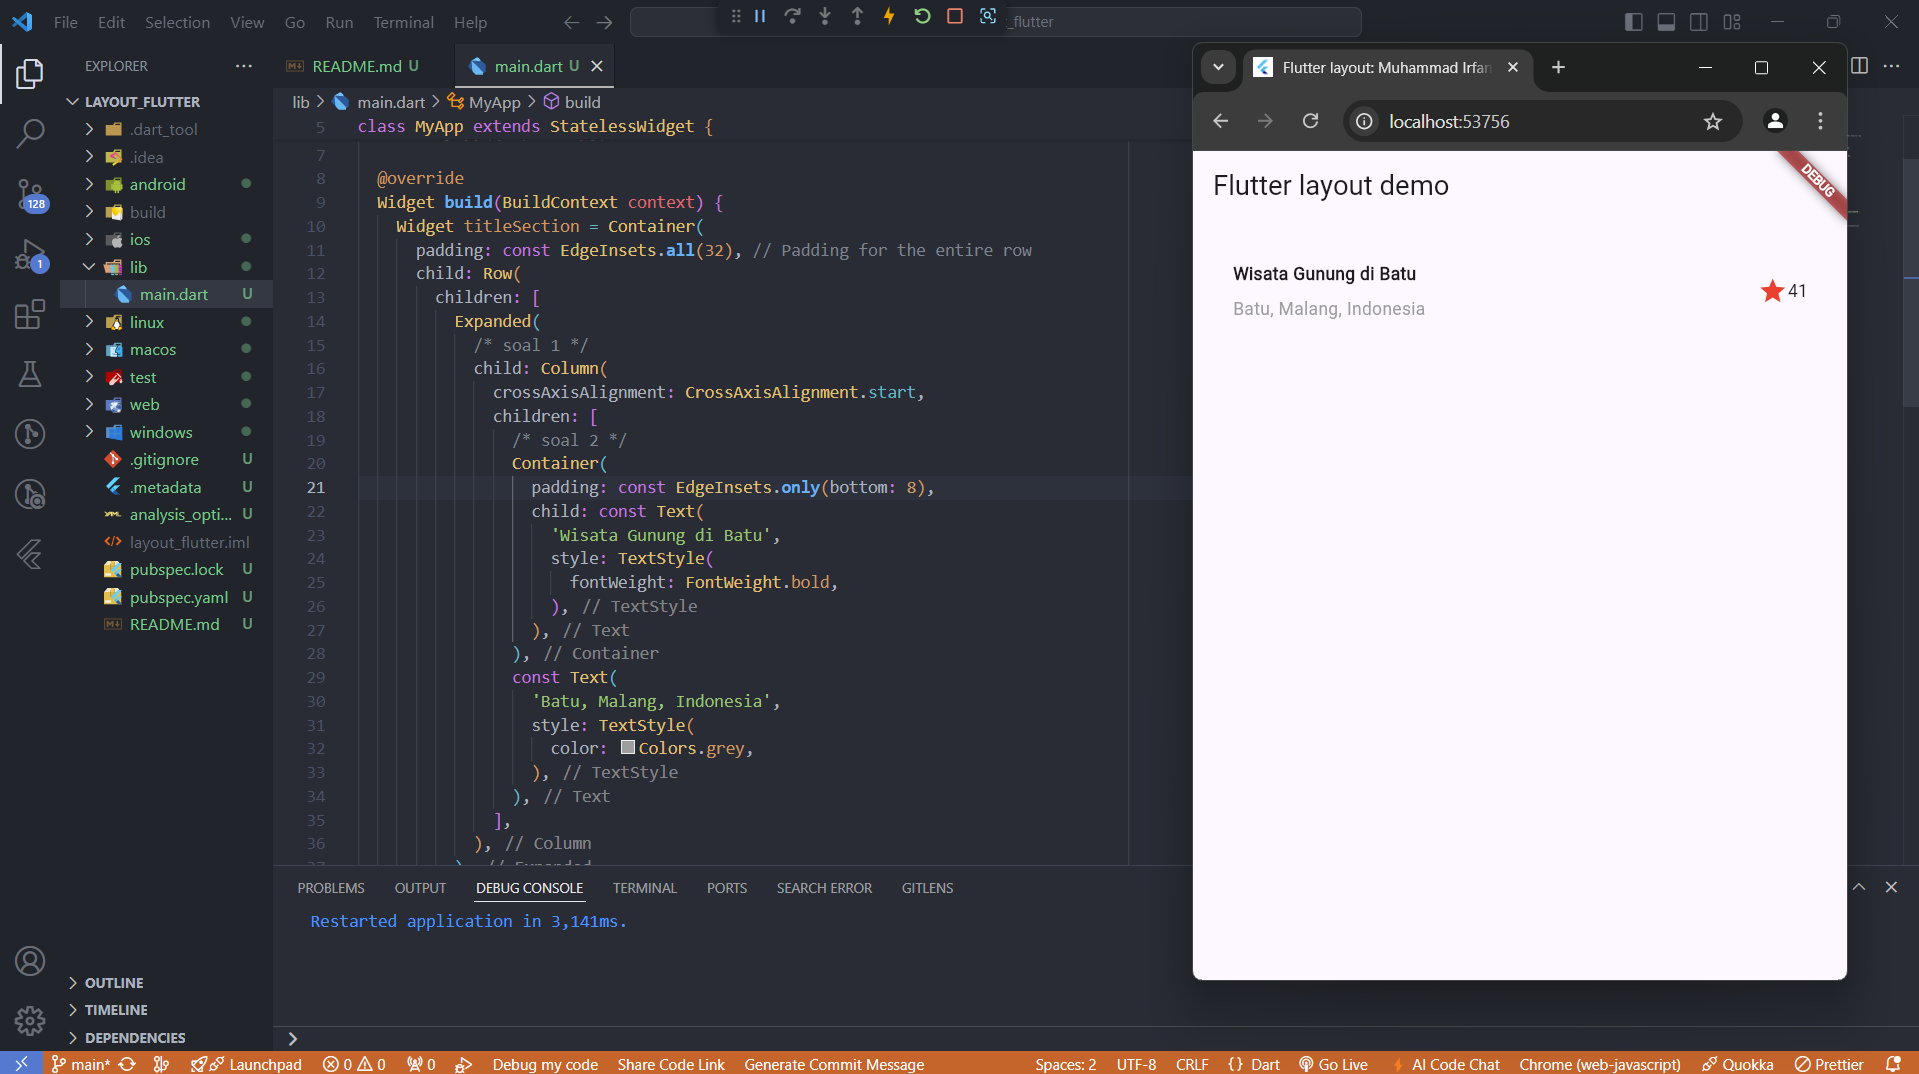 File Edit Selection View Go Run Terminal Help
_flutter
EXPLORER
LAYOUT_FLUTTER
.dart_tool
.idea
android
build
ios
lib
main.dart U
linux
macos
test
web
windows
.gitignore U
.metadata U
analysis_opti... U
layout_flutter.iml
pubspec.lock U
pubspec.yaml U
README.md U
128
1
OUTLINE
TIMELINE
DEPENDENCIES
README.md U
main.dart U
lib > main.dart > MyApp > build
5 class MyApp extends StatelessWidget {
7
8 @override
9 Widget build(BuildContext context) {
10 Widget titleSection = Container(
11 padding: const EdgeInsets.all(32), // Padding for the entire row
12 child: Row(
13 children: [
14 Expanded(
15 /* soal 1 */
16 child: Column(
17 crossAxisAlignment: CrossAxisAlignment.start,
18 children: [
19 /* soal 2 */
20 Container(
21 padding: const EdgeInsets.only(bottom: 8),
22 child: const Text(
23 'Wisata Gunung di Batu',
24 style: TextStyle(
25 fontWeight: FontWeight.bold,
26 ), // TextStyle
27 ), // Text
28 ), // Container
29 const Text(
30 'Batu, Malang, Indonesia',
31 style: TextStyle(
32 color: Colors.grey,
33 ), // TextStyle
34 ), // Text
35 ],
36 ), // Column
PROBLEMS OUTPUT DEBUG CONSOLE TERMINAL PORTS SEARCH ERROR GITLENS
Restarted application in 3,141ms.
Flutter layout: Muhammad Irfan
localhost:53756
Flutter layout demo
DEBUG
Wisata Gunung di Batu
Batu, Malang, Indonesia
41
main* Launchpad 0 0 0 Debug my code Share Code Link Generate Commit Message Spaces: 2 UTF-8 CRLF {} Dart Go Live AI Code Chat Chrome (web-javascript) Quokka Prettier